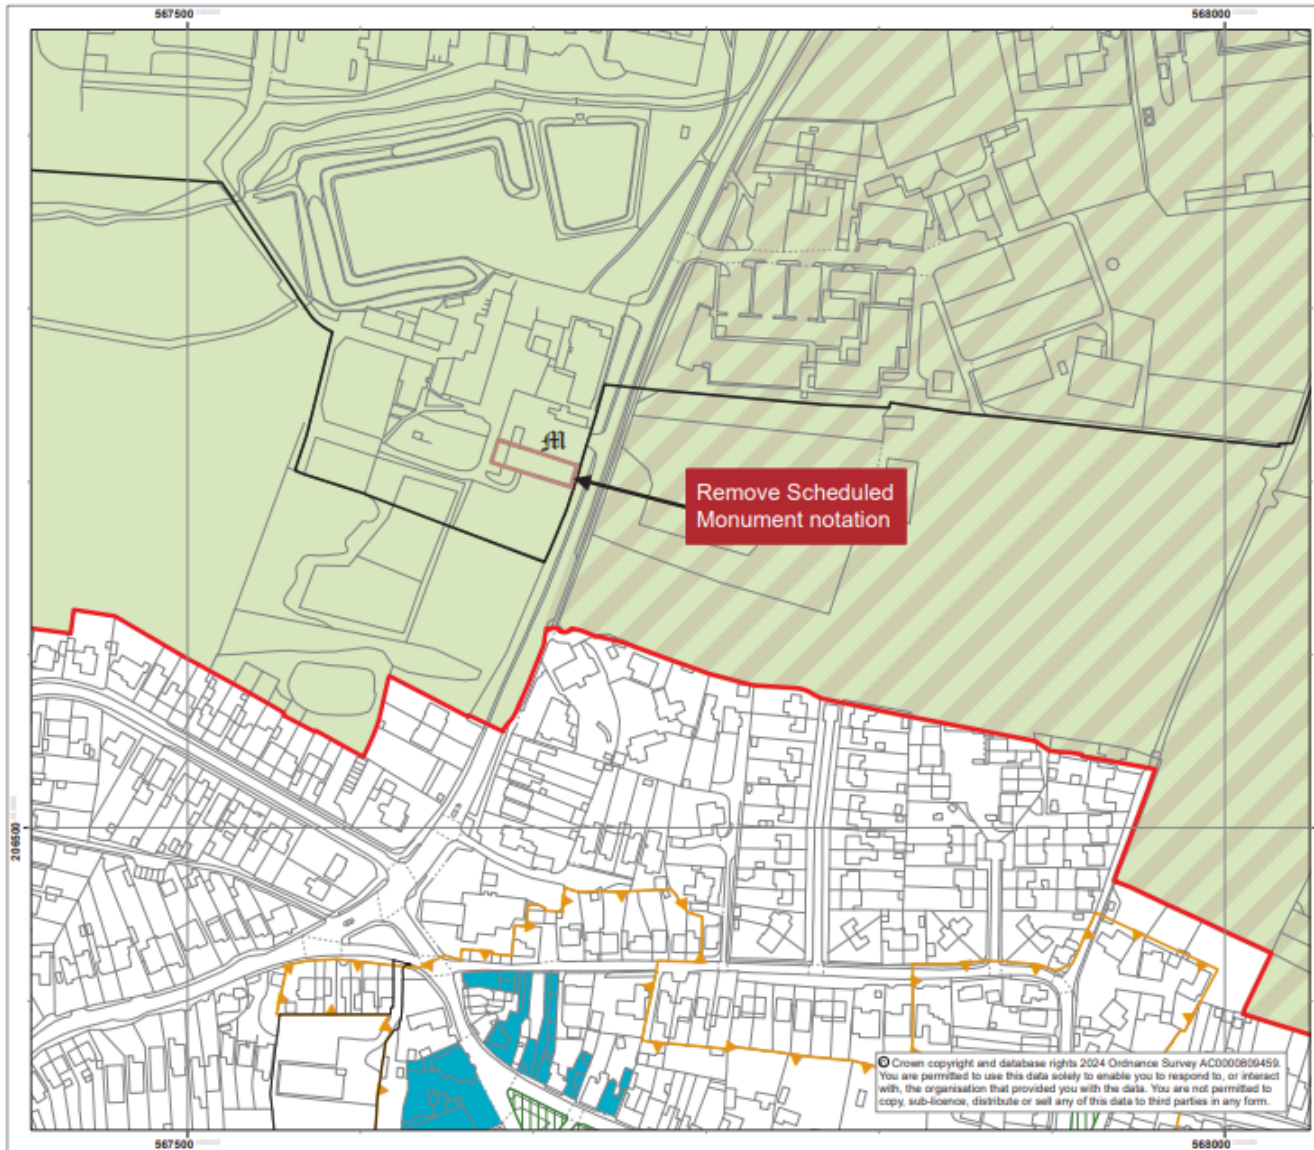 567500
568000
M
Remove Scheduled
Monument notation
206500
© Crown copyright and database rights 2024 Ordnance Survey AC0000809459.
You are permitted to use this data solely to enable you to respond to, or interact
with, the organisation that provided you with the data. You are not permitted to
copy, sub-licence, distribute or sell any of this data to third parties in any form.
567500
568000